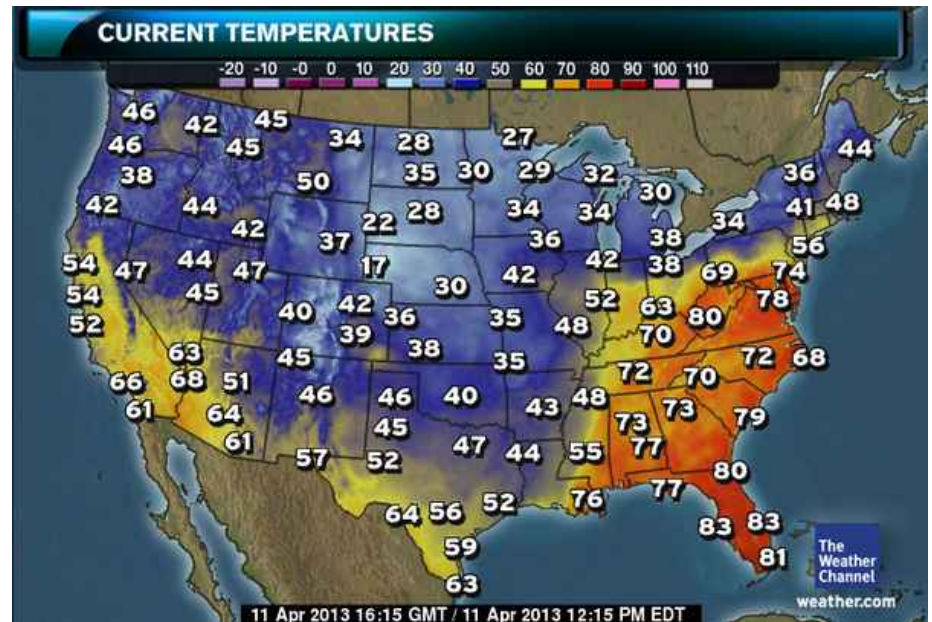 CURRENT TEMPERATURES
-20 -10 -0 0 10 20 30 40 50 60 70 80 90 100 110
46 42 45 34 28 27
46 45 35 30 29 32 36 44
38 50 30
42 44 22 28 34 34 34 41 48
42 37 36 38 56
54 47 44 47 17 42 42 38 69 74
54 45 30 52 78
52 40 42 36 35 48 63 80
39 70
63 45 38 35 72 68
66 68 51 46 46 40 72 70
61 64 43 48 73 73 79
61 45 47 44 55 77
57 52 80
64 56 52 76 77
59 83 83
63 81
The
Weather
Channel
weather.com
11 Apr 2013 16:15 GMT / 11 Apr 2013 12:15 PM EDT